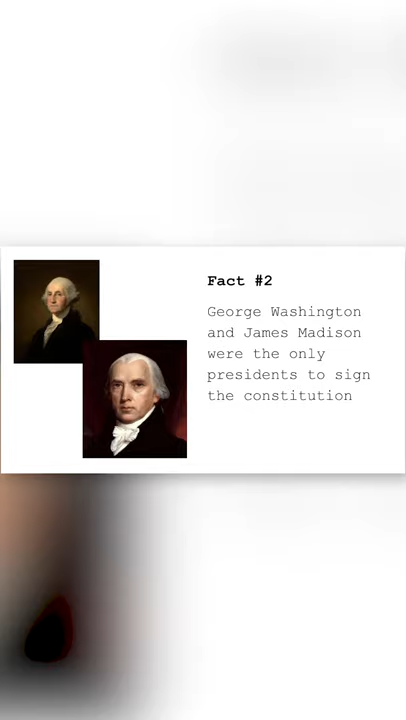 Fact #2
George Washington
and James Madison
were the only
presidents to sign
the constitution